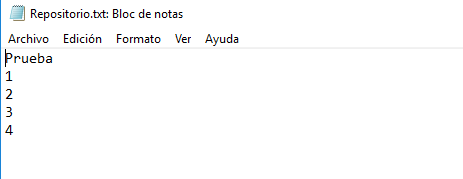 Repositorio.txt: Bloc de notas
Archivo Edición Formato Ver Ayuda
Prueba
1
2
3
4